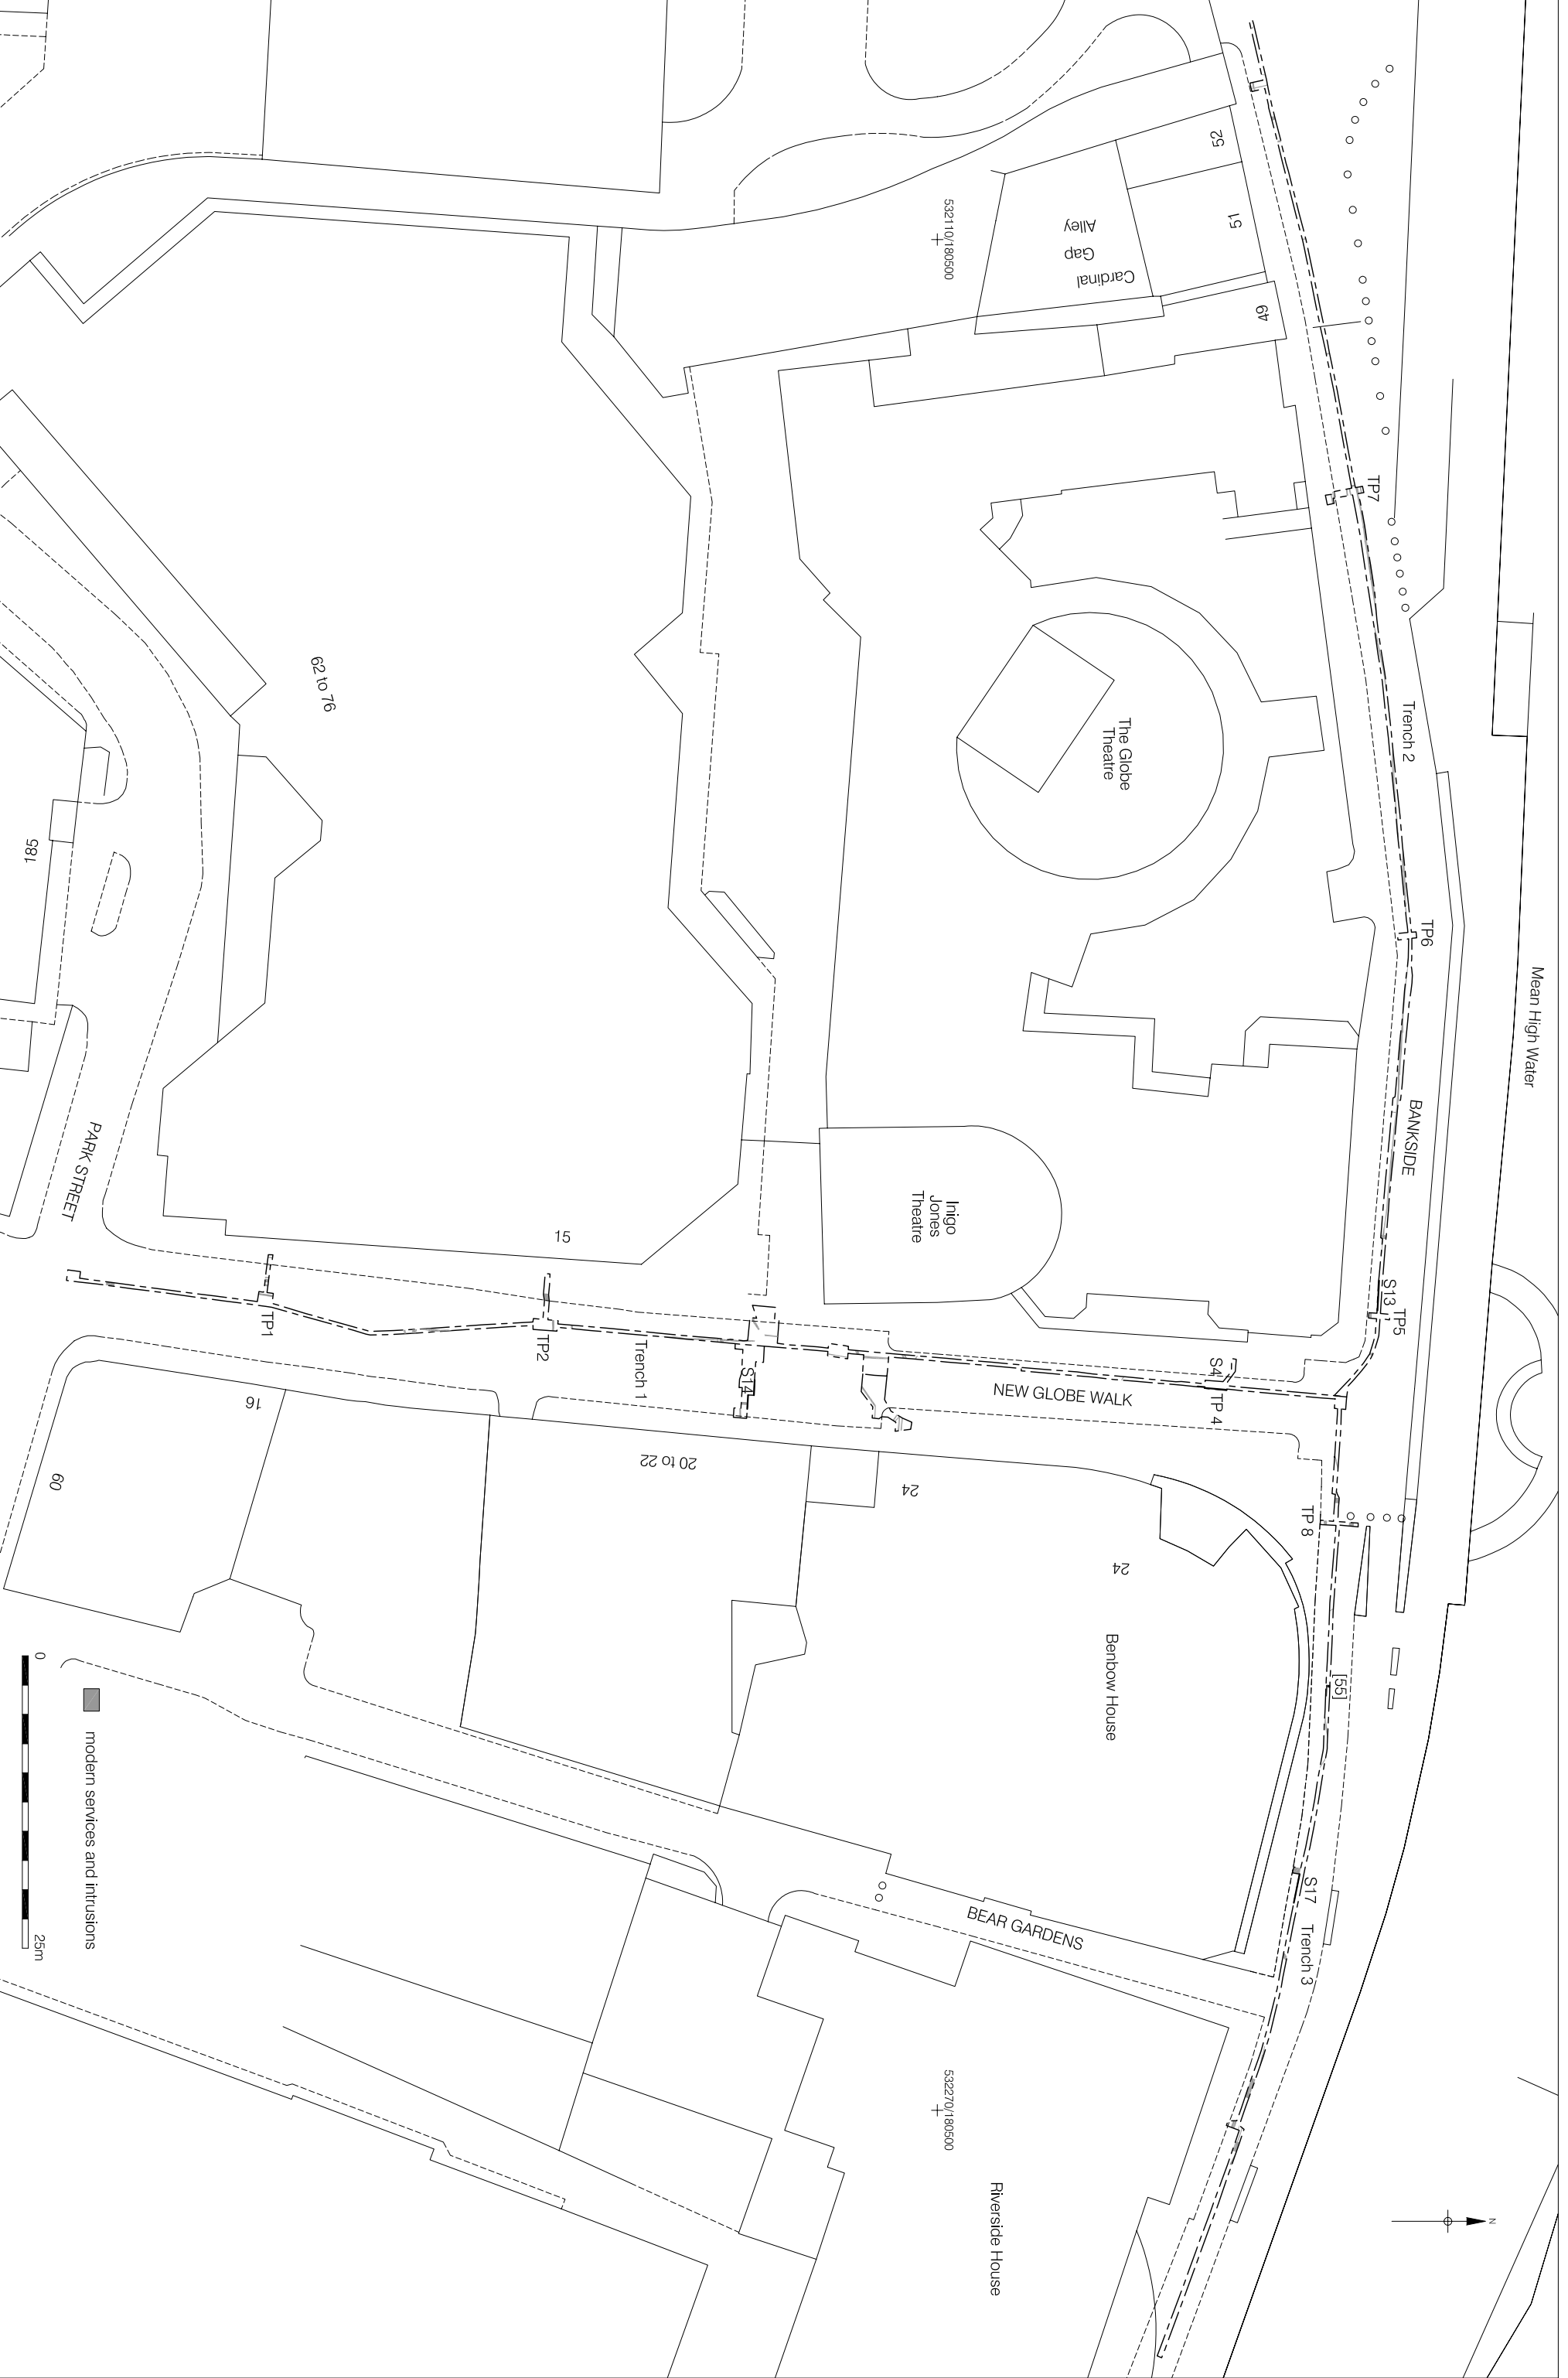 52
51
49
Cardinal
Gap
Alley
532110/180500
TP7
Trench 2
TP6
Mean High Water
BANKSIDE
S13
TP5
The Globe
Theatre
62 to 76
185
Inigo
Jones
Theatre
15
PARK STREET
TP1
TP2
Trench 1
S14
NEW GLOBE WALK
S4
TP 4
TP 8
16
60
20 to 22
24
24
Benbow House
[55]
S17
Trench 3
BEAR GARDENS
532270/180500
Riverside House
N
0
25m
modern services and intrusions